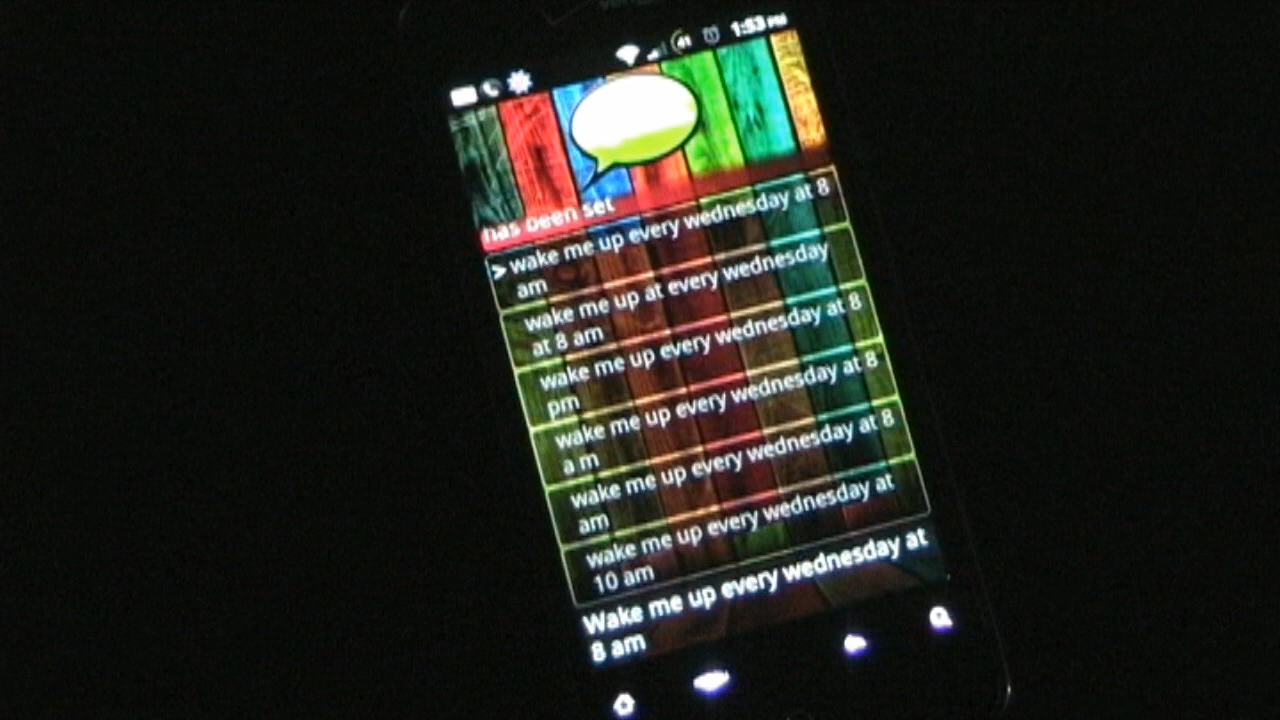 41 1:53 PM
has been set
> wake me up every wednesday at 8
am
wake me up at every wednesday
at 8 am
wake me up every wednesday at 8
pm
wake me up every wednesday at 8
a m
wake me up every wednesday at 8
am
wake me up every wednesday at
10 am
Wake me up every wednesday at
8 am